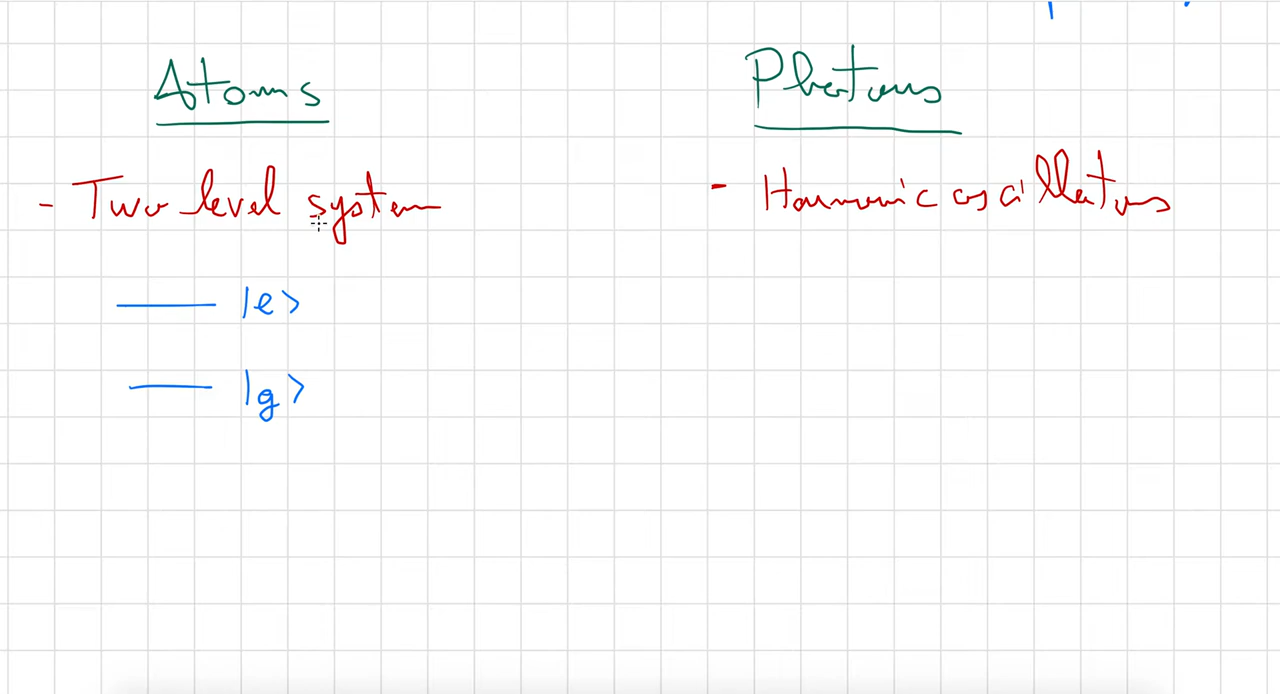 Atoms
Photons
- Two level system
- Harmonic oscillators
|e>
|g>